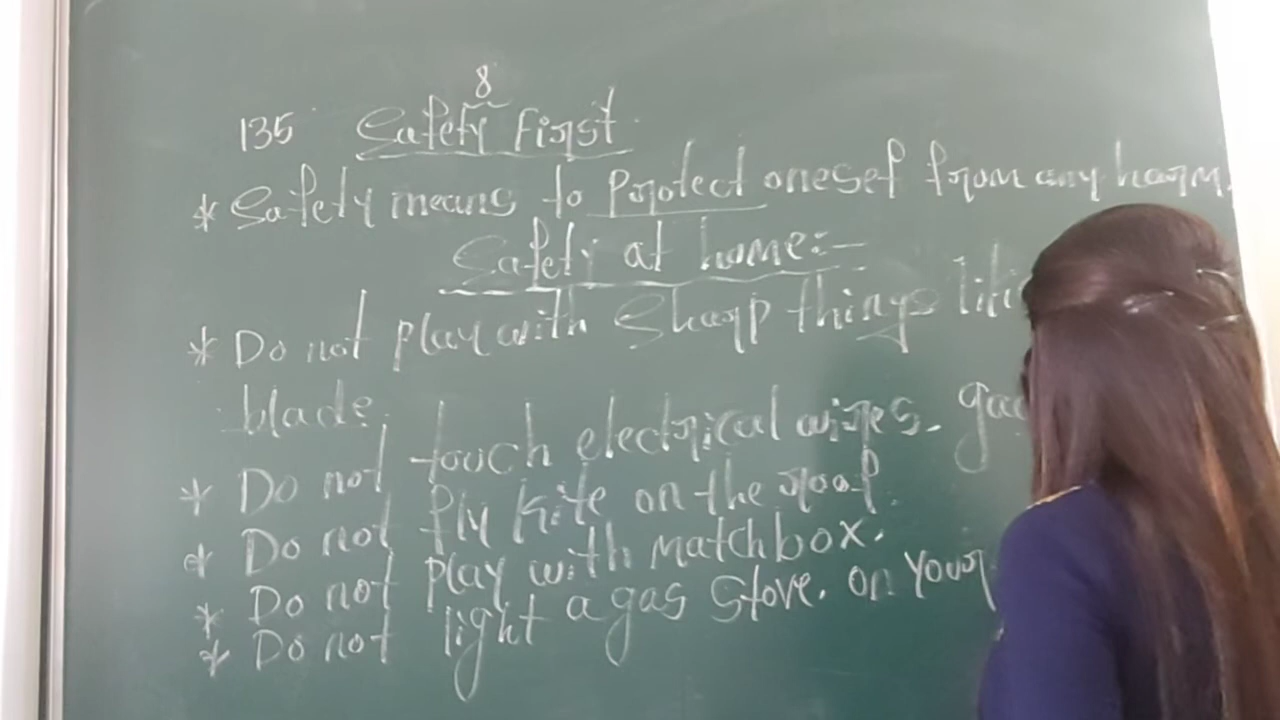 8
135 Safety First
* Safety means to Protect onesef from any harm.
Safety at home:-
* Do not play with Sharp things
blade.
* Do not touch electrical wires.
* Do not fly kite on the roof.
* Do not play with matchbox.
* Do not light a gas stove. on your